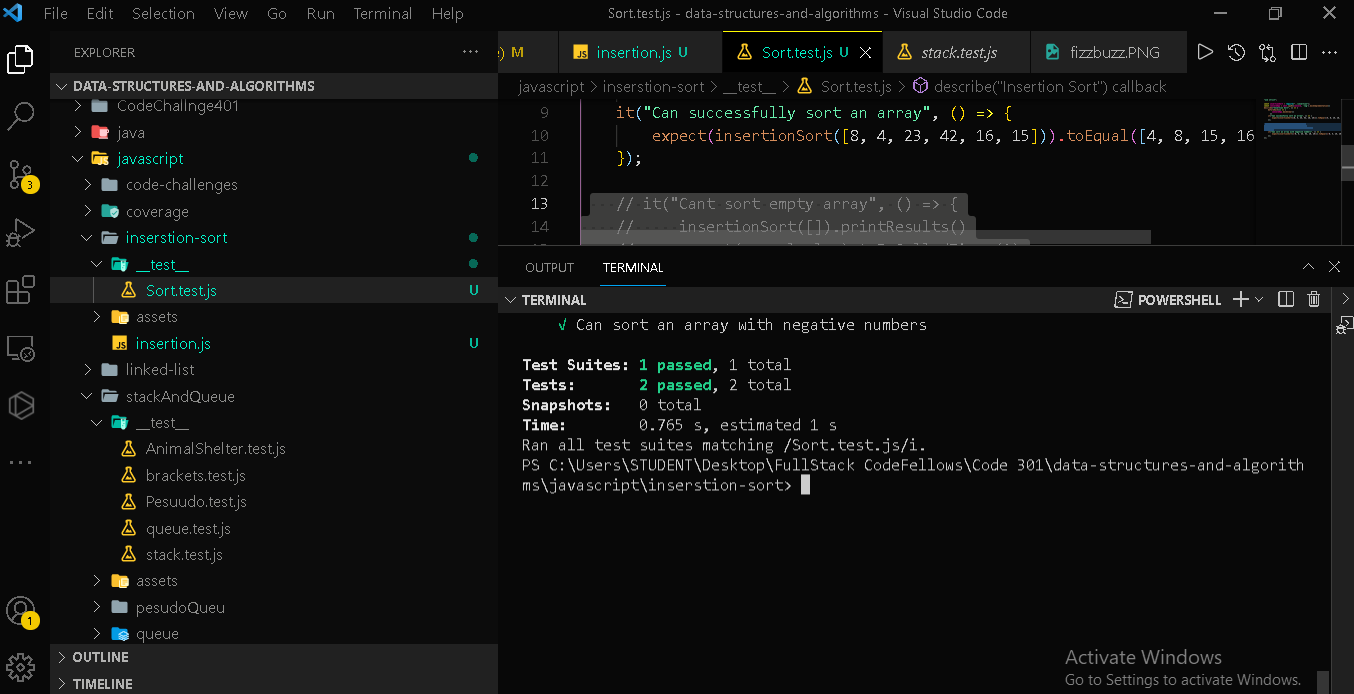 File Edit Selection View Go Run Terminal Help Sort.test.js - data-structures-and-algorithms - Visual Studio Code
EXPLORER
DATA-STRUCTURES-AND-ALGORITHMS
CodeChallnge401
java
javascript
code-challenges
coverage
inserstion-sort
__test__
Sort.test.js U
assets
insertion.js U
linked-list
stackAndQueue
__test__
AnimalShelter.test.js
brackets.test.js
Pesuudo.test.js
queue.test.js
stack.test.js
assets
pesudoQueu
queue
OUTLINE
TIMELINE
3
1
) M insertion.js U Sort.test.js U stack.test.js fizzbuzz.PNG
javascript > inserstion-sort > __test__ > Sort.test.js > describe("Insertion Sort") callback
9 it("Can successfully sort an array", () => {
10 expect(insertionSort([8, 4, 23, 42, 16, 15])).toEqual([4, 8, 15, 16
11 });
12
13 // it("Cant sort empty array", () => {
14 // insertionSort([]).printResults()
OUTPUT TERMINAL
TERMINAL POWERSHELL
√ Can sort an array with negative numbers
Test Suites: 1 passed, 1 total
Tests: 2 passed, 2 total
Snapshots: 0 total
Time: 0.765 s, estimated 1 s
Ran all test suites matching /Sort.test.js/i.
PS C:\Users\STUDENT\Desktop\FullStack CodeFellows\Code 301\data-structures-and-algorith
ms\javascript\inserstion-sort>
Activate Windows
Go to Settings to activate Windows.